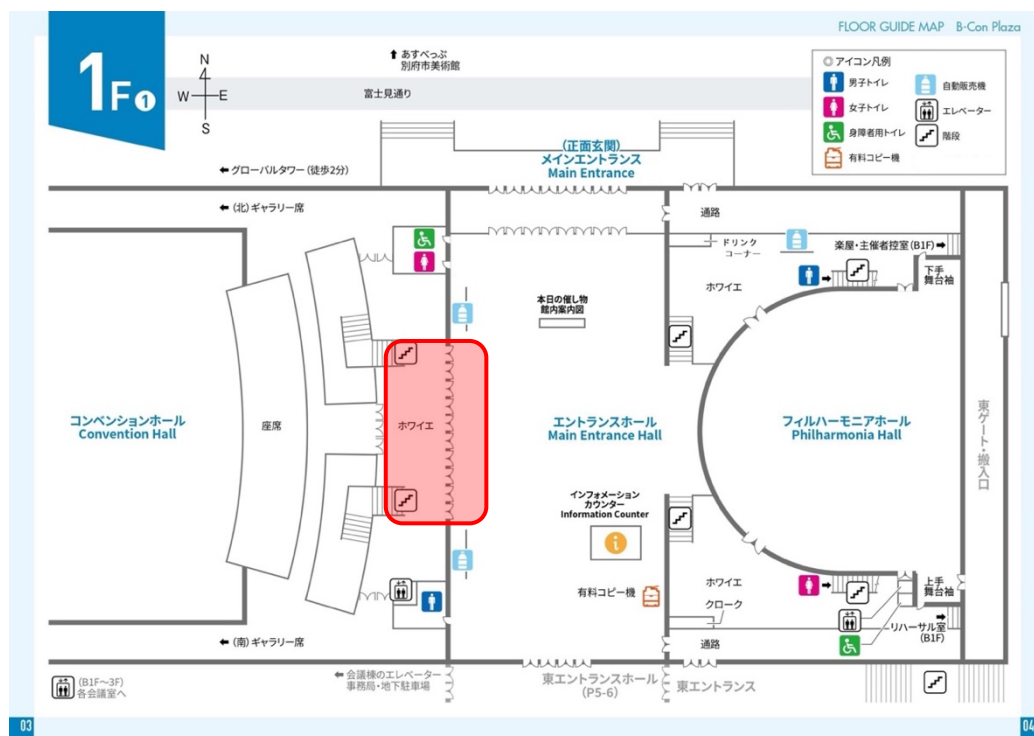 FLOOR GUIDE MAP B-Con Plaza
1F❶
N
W E
S
⬆ あすべっぷ
別府市美術館
富士見通り
◎アイコン凡例
男子トイレ
女子トイレ
身障者用トイレ
有料コピー機
自動販売機
エレベーター
階段
(正面玄関)
メインエントランス
Main Entrance
⬅グローバルタワー(徒歩2分)
⬅(北)ギャラリー席
通路
ドリンク
コーナー
楽屋・主催者控室(B1F)➡
下手
舞台袖
ホワイエ
本日の催し物
館内案内図
コンベンションホール
Convention Hall
座席
ホワイエ
エントランスホール
Main Entrance Hall
フィルハーモニアホール
Philharmonia Hall
東ゲート・搬入口
インフォメーション
カウンター
Information Counter
i
有料コピー機
ホワイエ
クローク
上手
舞台袖
リハーサル室
(B1F)
⬅(南)ギャラリー席
通路
(B1F～3F)
各会議室へ
⬅会議棟のエレベーター
事務局・地下駐車場
東エントランスホール
(P5-6)
東エントランス
03
04